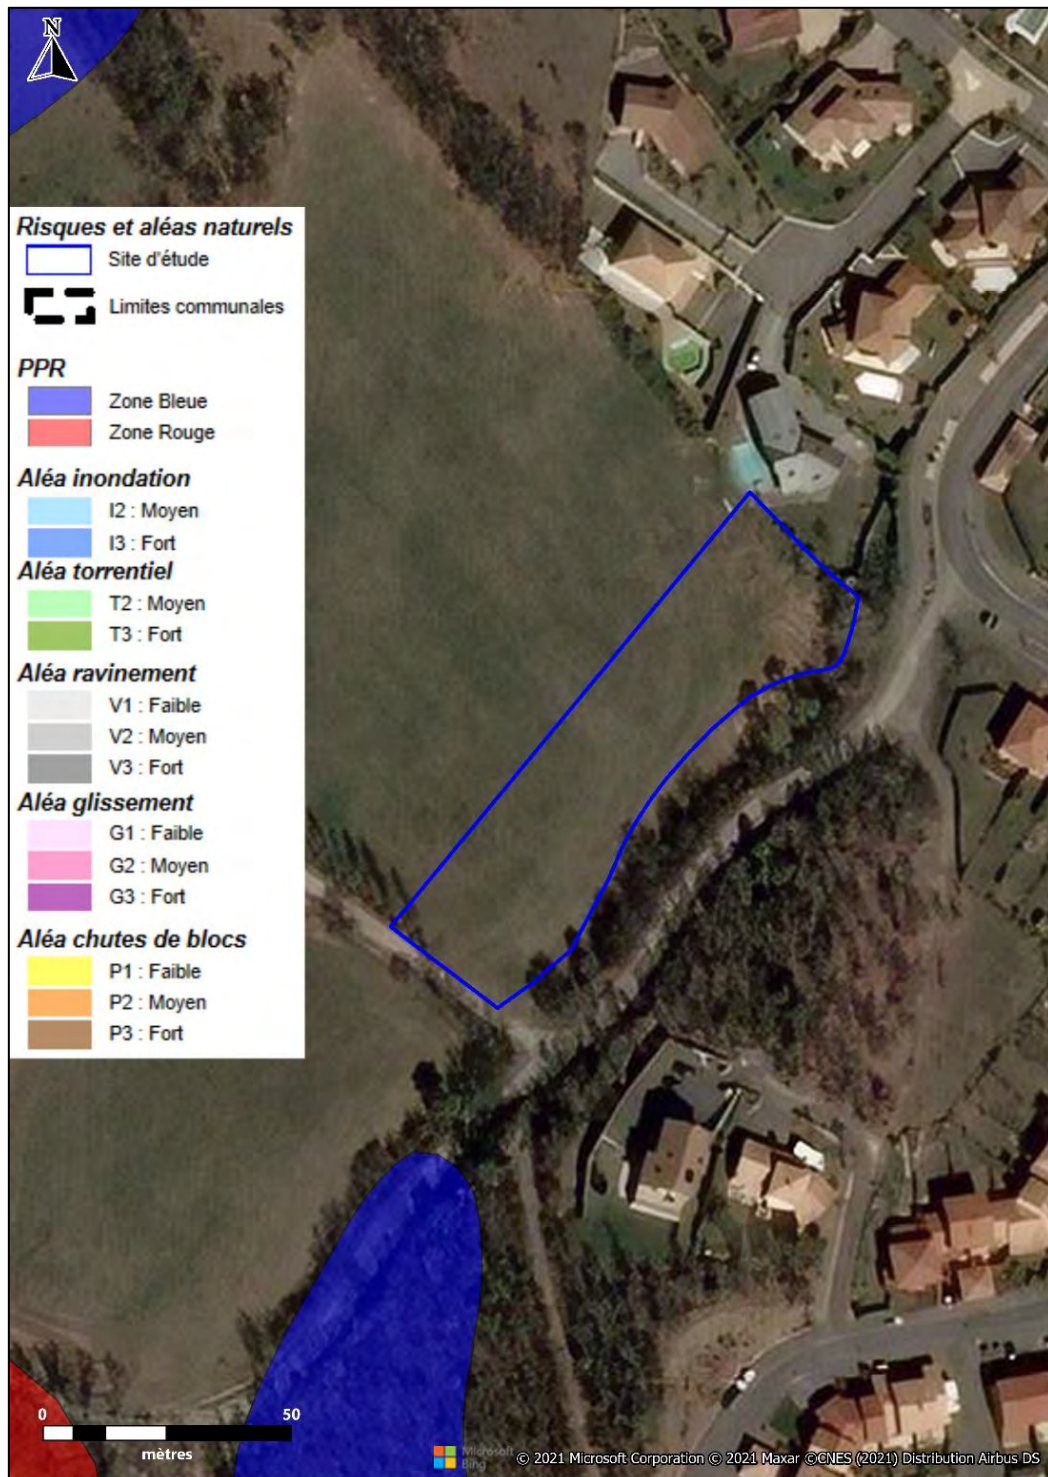 N
Risques et aléas naturels
Site d'étude
Limites communales
PPR
Zone Bleue
Zone Rouge
Aléa inondation
I2 : Moyen
I3 : Fort
Aléa torrentiel
T2 : Moyen
T3 : Fort
Aléa ravinement
V1 : Faible
V2 : Moyen
V3 : Fort
Aléa glissement
G1 : Faible
G2 : Moyen
G3 : Fort
Aléa chutes de blocs
P1 : Faible
P2 : Moyen
P3 : Fort
0 50
mètres
Microsoft
Bing
© 2021 Microsoft Corporation © 2021 Maxar ©CNES (2021) Distribution Airbus DS